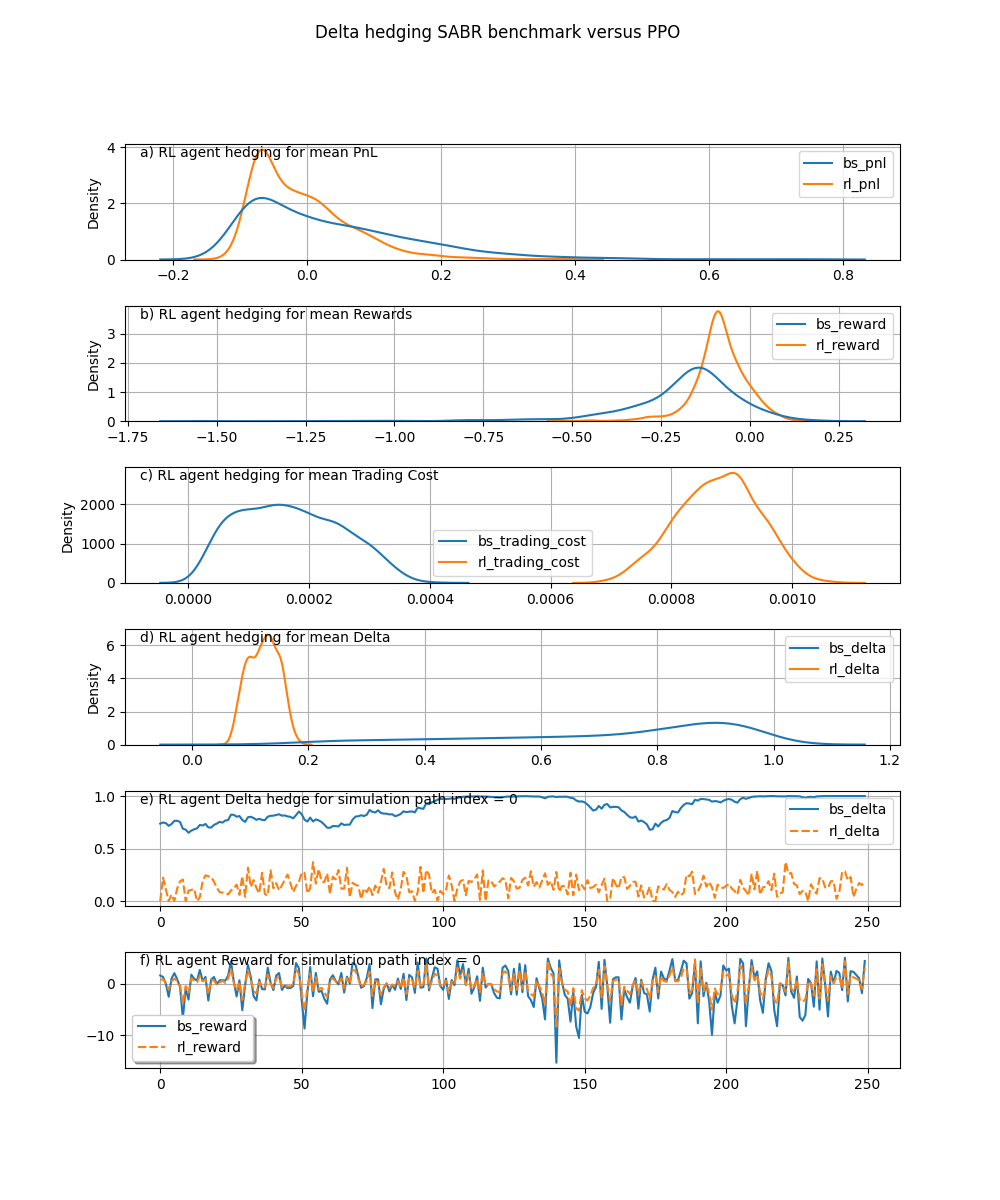 Delta hedging SABR benchmark versus PPO
a) RL agent hedging for mean PnL
bs_pnl
rl_pnl
Density
4
2
0
−0.2 0.0 0.2 0.4 0.6 0.8
b) RL agent hedging for mean Rewards
bs_reward
rl_reward
Density
3
2
1
0
−1.75 −1.50 −1.25 −1.00 −0.75 −0.50 −0.25 0.00 0.25
c) RL agent hedging for mean Trading Cost
bs_trading_cost
rl_trading_cost
Density
2000
1000
0
0.0000 0.0002 0.0004 0.0006 0.0008 0.0010
d) RL agent hedging for mean Delta
bs_delta
rl_delta
Density
6
4
2
0
0.0 0.2 0.4 0.6 0.8 1.0 1.2
e) RL agent Delta hedge for simulation path index = 0
bs_delta
rl_delta
1.0
0.5
0.0
0 50 100 150 200 250
f) RL agent Reward for simulation path index = 0
bs_reward
rl_reward
0
−10
0 50 100 150 200 250